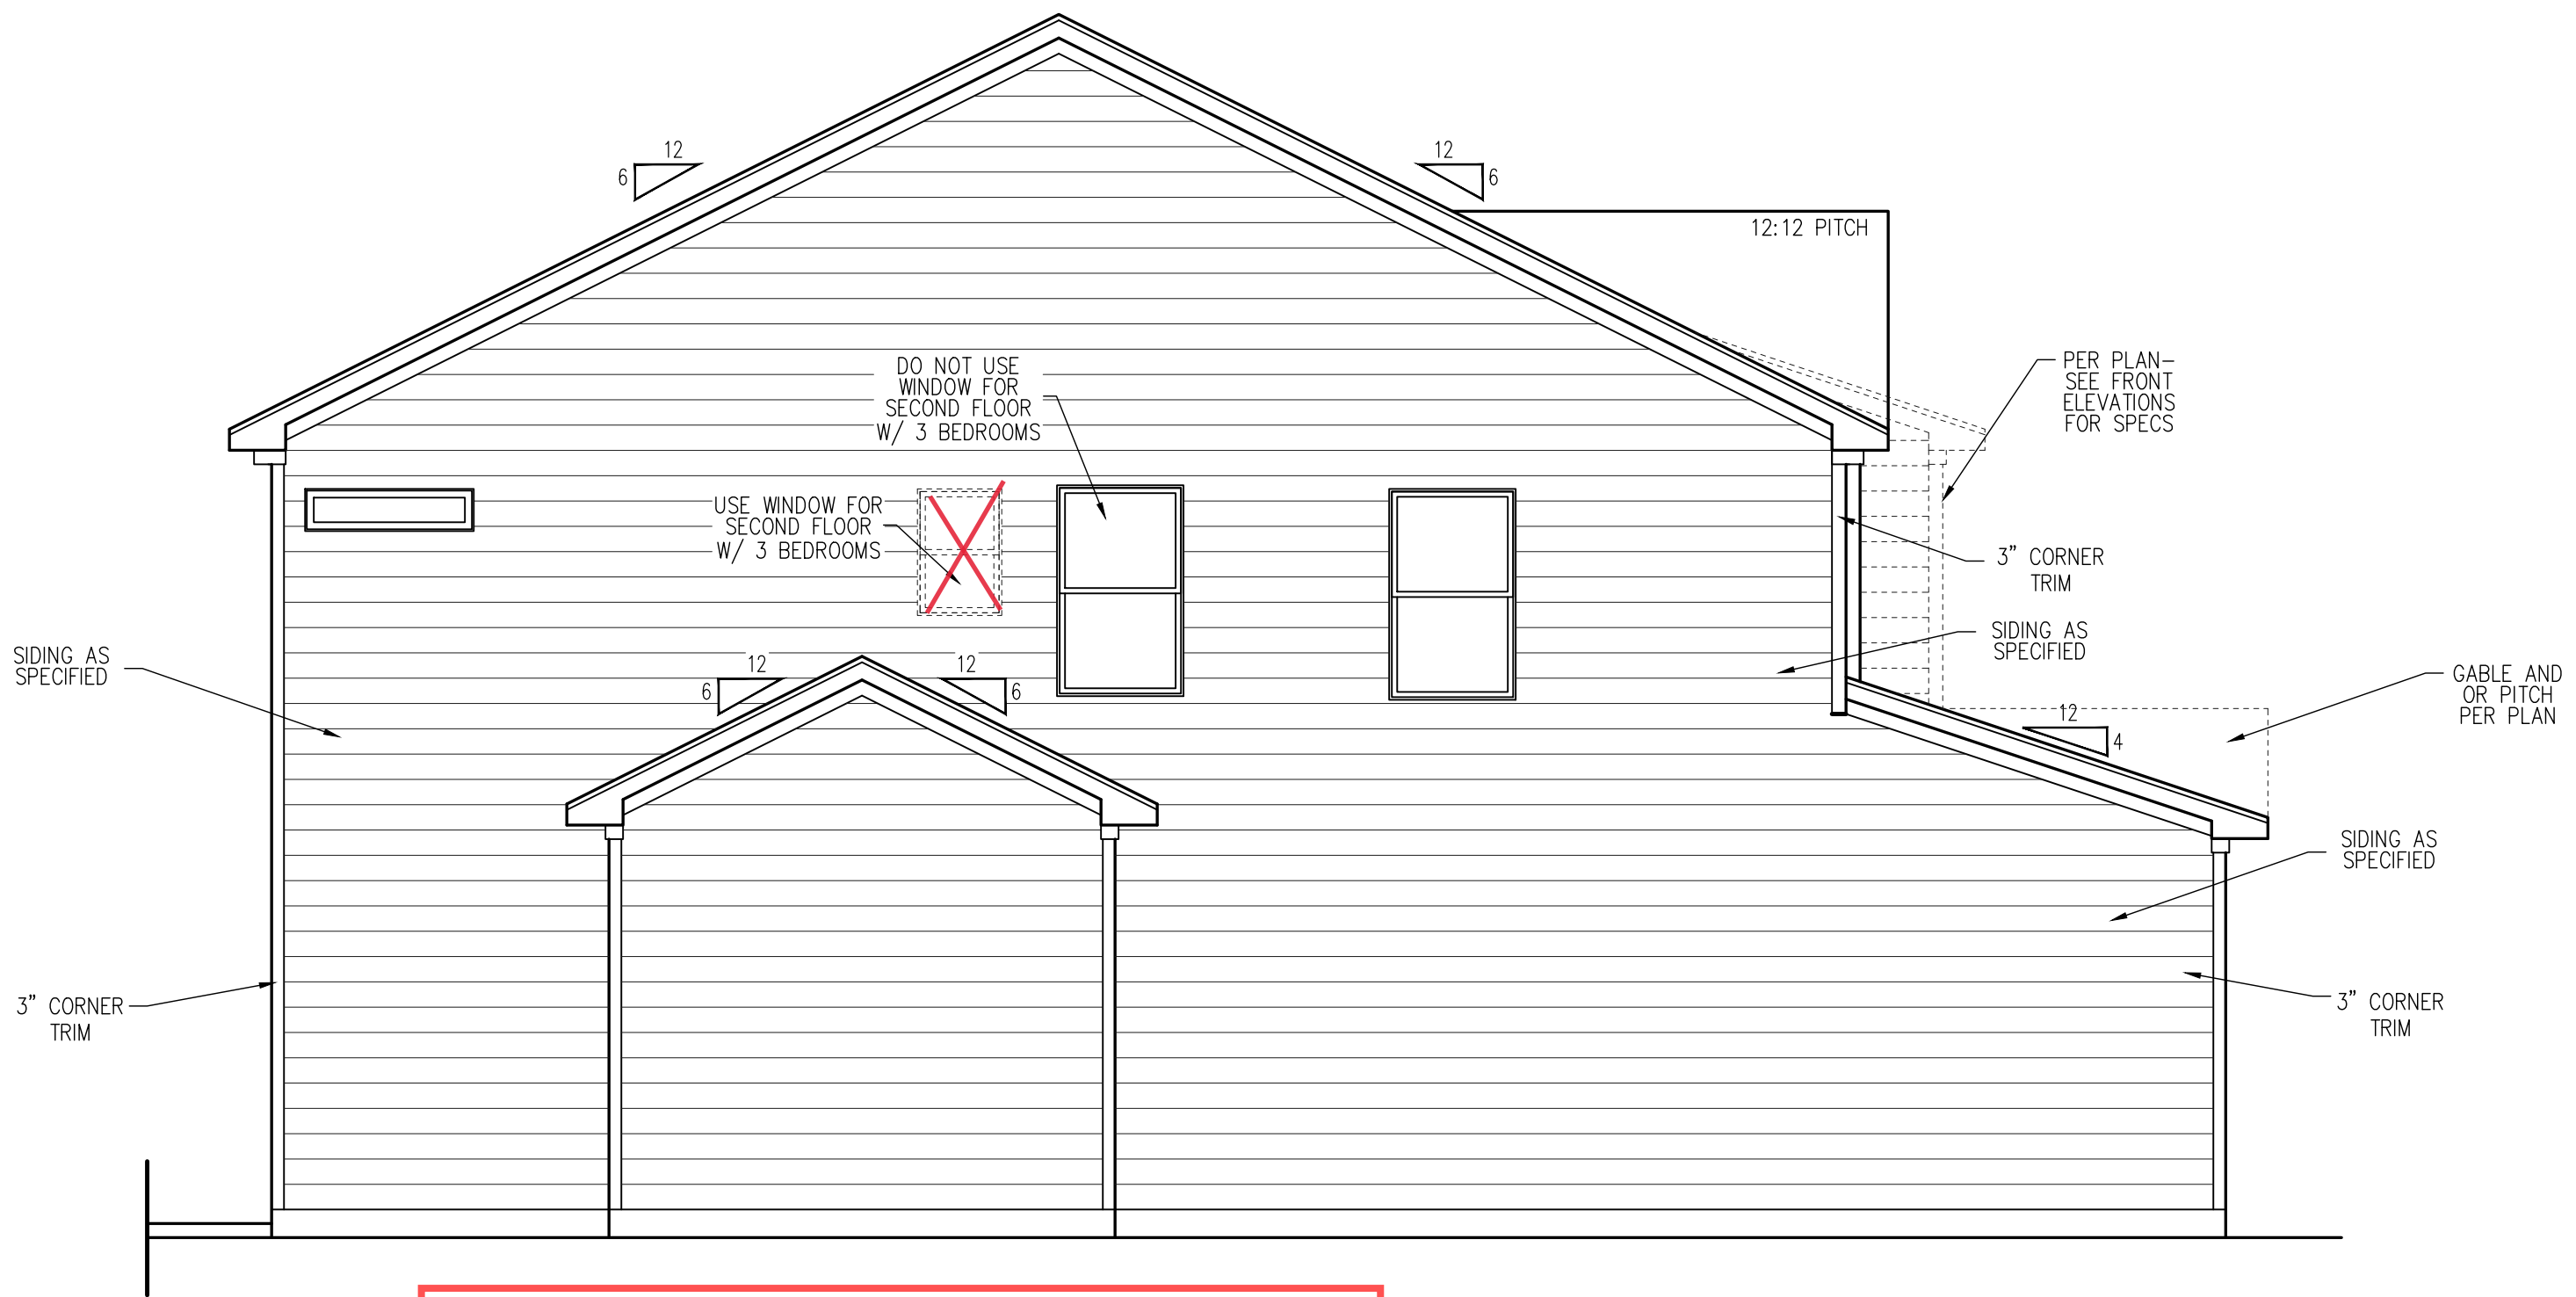 12
6
12
6
12:12 PITCH
DO NOT USE
WINDOW FOR
SECOND FLOOR
W/ 3 BEDROOMS
PER PLAN-
SEE FRONT
ELEVATIONS
FOR SPECS
USE WINDOW FOR
SECOND FLOOR
W/ 3 BEDROOMS
3" CORNER
TRIM
SIDING AS
SPECIFIED
SIDING AS
SPECIFIED
12
6
12
6
GABLE AND
OR PITCH
PER PLAN
12
4
SIDING AS
SPECIFIED
3" CORNER
TRIM
3" CORNER
TRIM